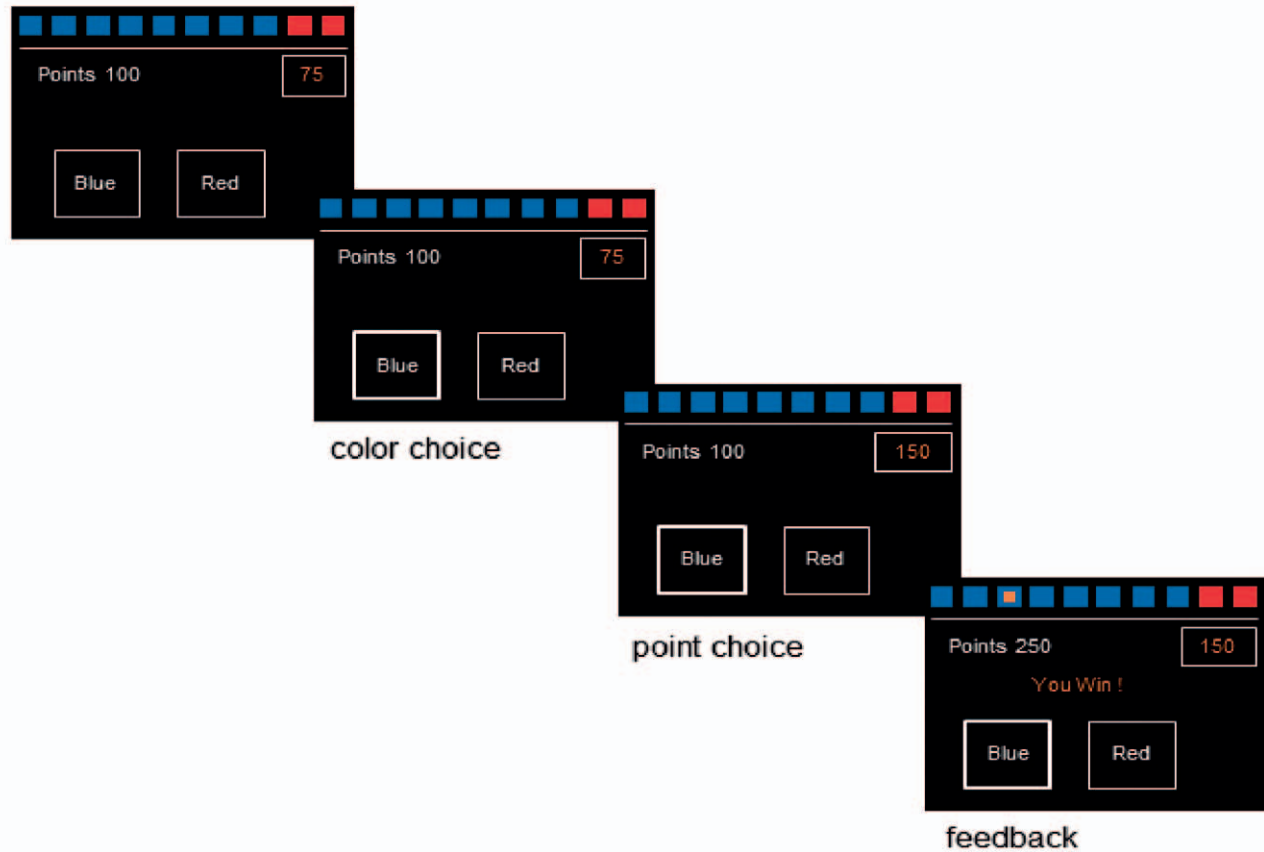 Points 100 75
Blue Red
Points 100 75
Blue Red
color choice
Points 100 150
Blue Red
point choice
Points 250 150
You Win !
Blue Red
feedback